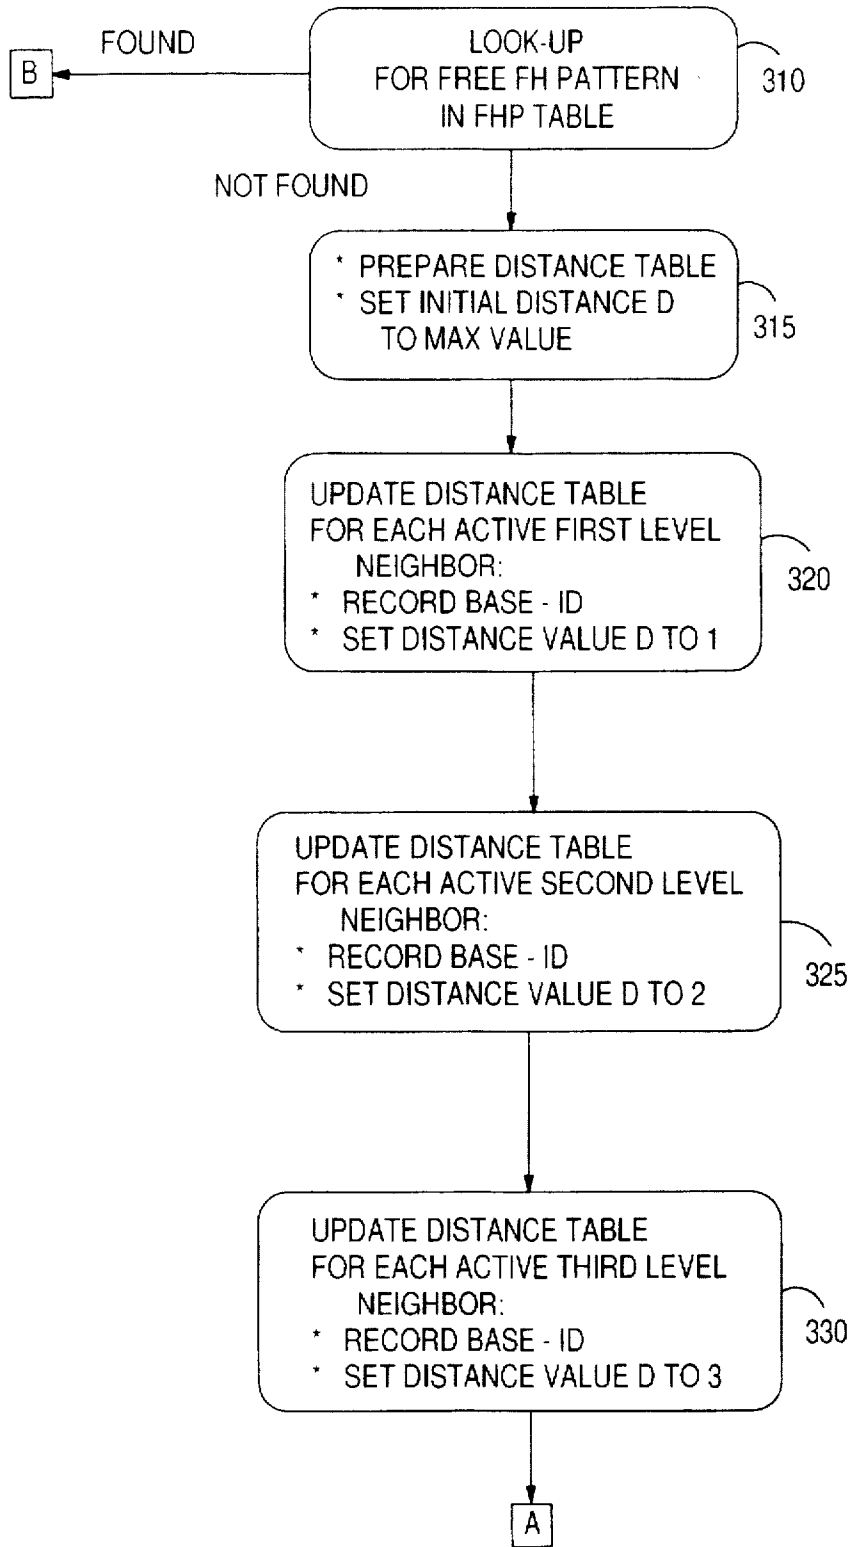 FOUND
B
LOOK-UP
FOR FREE FH PATTERN
IN FHP TABLE
310
NOT FOUND
* PREPARE DISTANCE TABLE
* SET INITIAL DISTANCE D
TO MAX VALUE
315
UPDATE DISTANCE TABLE
FOR EACH ACTIVE FIRST LEVEL
NEIGHBOR:
* RECORD BASE - ID
* SET DISTANCE VALUE D TO 1
320
UPDATE DISTANCE TABLE
FOR EACH ACTIVE SECOND LEVEL
NEIGHBOR:
* RECORD BASE - ID
* SET DISTANCE VALUE D TO 2
325
UPDATE DISTANCE TABLE
FOR EACH ACTIVE THIRD LEVEL
NEIGHBOR:
* RECORD BASE - ID
* SET DISTANCE VALUE D TO 3
330
A